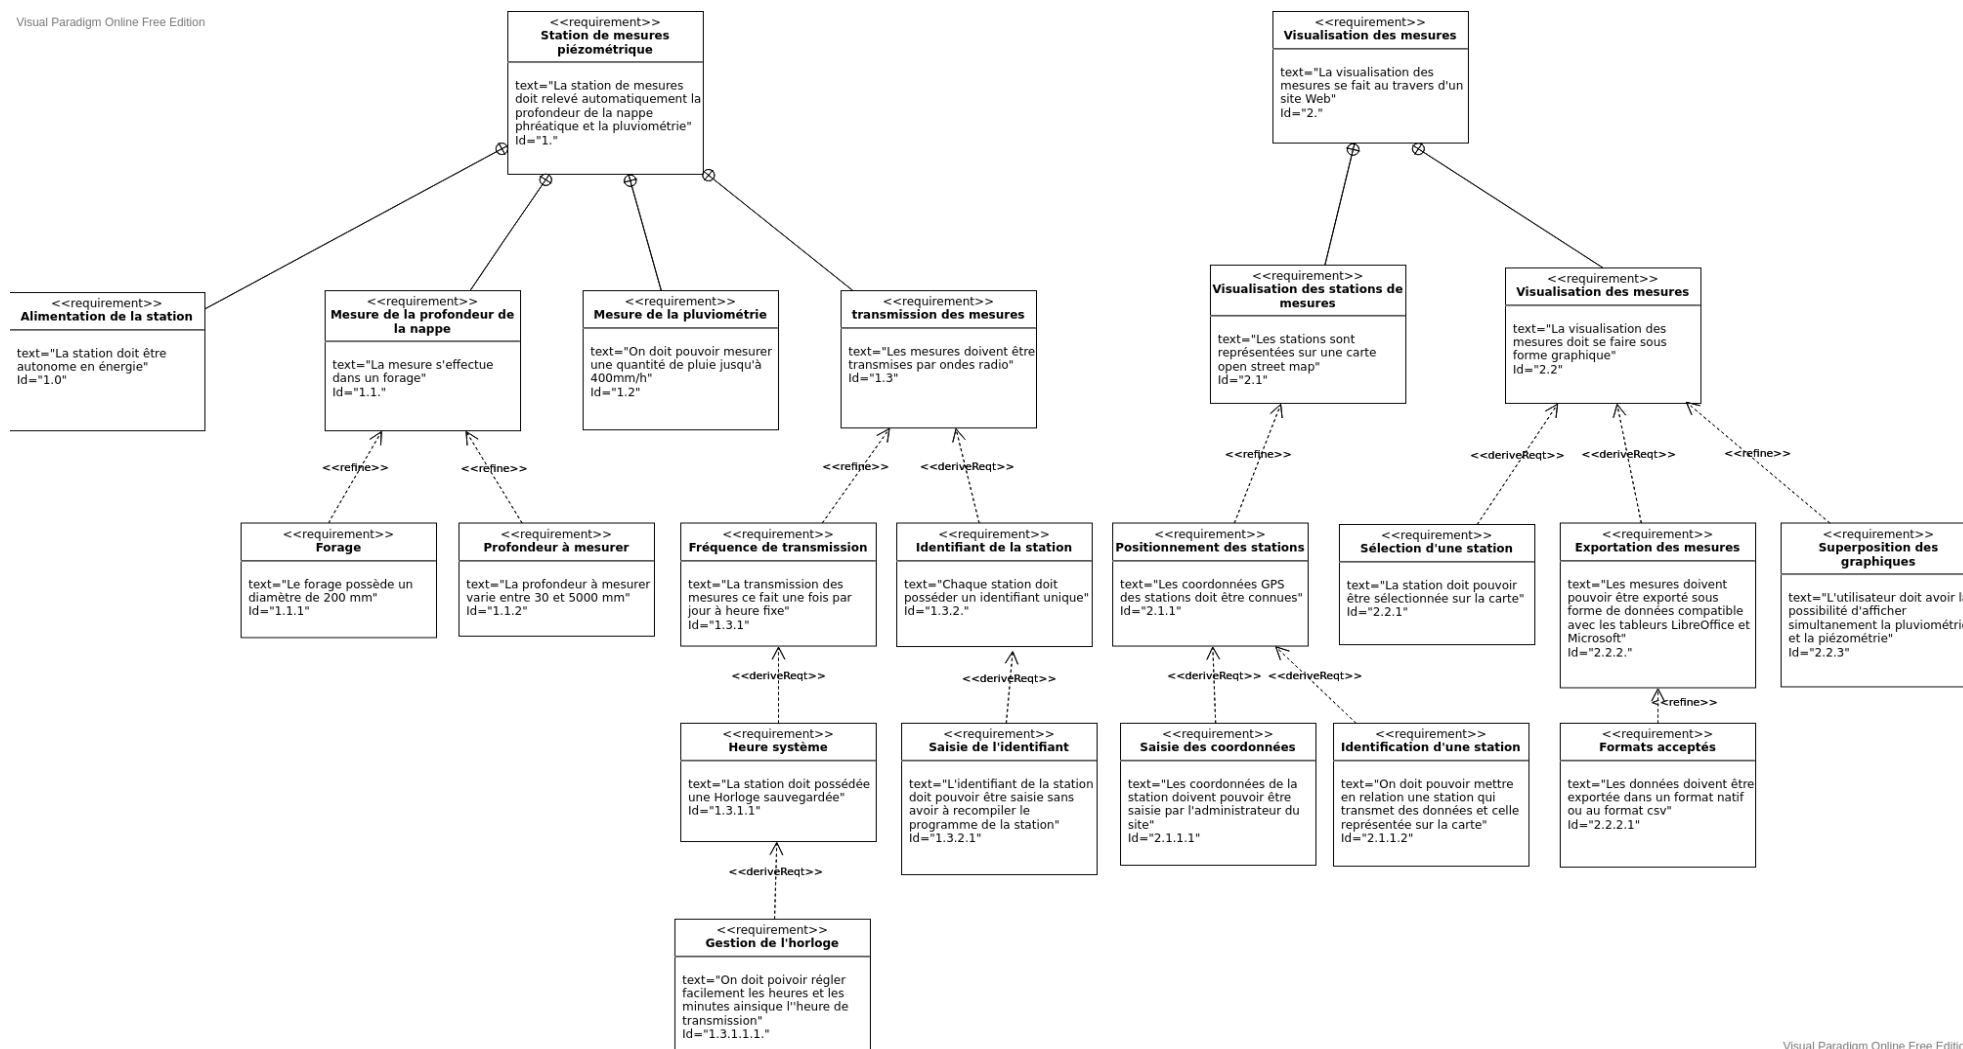 Visual Paradigm Online Free Edition
<<requirement>>
Station de mesures
piézométrique
text="La station de mesures
doit relevé automatiquement la
profondeur de la nappe
phréatique et la pluviométrie"
Id="1."
<<requirement>>
Visualisation des mesures
text="La visualisation des
mesures se fait au travers d'un
site Web"
Id="2."
<<requirement>>
Alimentation de la station
text="La station doit être
autonome en énergie"
Id="1.0"
<<requirement>>
Mesure de la profondeur de
la nappe
text="La mesure s'effectue
dans un forage"
Id="1.1."
<<requirement>>
Mesure de la pluviométrie
text="On doit pouvoir mesurer
une quantité de pluie jusqu'à
400mm/h"
Id="1.2"
<<requirement>>
transmission des mesures
text="Les mesures doivent être
transmises par ondes radio"
Id="1.3"
<<requirement>>
Visualisation des stations de
mesures
text="Les stations sont
représentées sur une carte
open street map"
Id="2.1"
<<requirement>>
Visualisation des mesures
text="La visualisation des
mesures doit se faire sous
forme graphique"
Id="2.2"
<<refine>>
<<refine>>
<<refine>>
<<deriveReqt>>
<<refine>>
<<deriveReqt>>
<<deriveReqt>>
<<refine>>
<<requirement>>
Forage
text="Le forage possède un
diamètre de 200 mm"
Id="1.1.1"
<<requirement>>
Profondeur à mesurer
text="La profondeur à mesurer
varie entre 30 et 5000 mm"
Id="1.1.2"
<<requirement>>
Fréquence de transmission
text="La transmission des
mesures ce fait une fois par
jour à heure fixe"
Id="1.3.1"
<<requirement>>
Identifiant de la station
text="Chaque station doit
posséder un identifiant unique"
Id="1.3.2."
<<requirement>>
Positionnement des stations
text="Les coordonnées GPS
des stations doit être connues"
Id="2.1.1"
<<requirement>>
Sélection d'une station
text="La station doit pouvoir
être sélectionnée sur la carte"
Id="2.2.1"
<<requirement>>
Exportation des mesures
text="Les mesures doivent
pouvoir être exporté sous
forme de données compatible
avec les tableurs LibreOffice et
Microsoft"
Id="2.2.2."
<<requirement>>
Superposition des
graphiques
text="L'utilisateur doit avoir la
possibilité d'afficher
simultanement la pluviométrie
et la piézométrie"
Id="2.2.3"
<<deriveReqt>>
<<deriveReqt>>
<<deriveReqt>>
<<deriveReqt>>
<<refine>>
<<requirement>>
Heure système
text="La station doit possédée
une Horloge sauvegardée"
Id="1.3.1.1"
<<requirement>>
Saisie de l'identifiant
text="L'identifiant de la station
doit pouvoir être saisie sans
avoir à recompiler le
programme de la station"
Id="1.3.2.1"
<<requirement>>
Saisie des coordonnées
text="Les coordonnées de la
station doivent pouvoir être
saisie par l'administrateur du
site"
Id="2.1.1.1"
<<requirement>>
Identification d'une station
text="On doit pouvoir mettre
en relation une station qui
transmet des données et celle
représentée sur la carte"
Id="2.1.1.2"
<<requirement>>
Formats acceptés
text="Les données doivent être
exportée dans un format natif
ou au format csv"
Id="2.2.2.1"
<<deriveReqt>>
<<requirement>>
Gestion de l'horloge
text="On doit poivoir régler
facilement les heures et les
minutes ainsique l''heure de
transmission"
Id="1.3.1.1.1."
Visual Paradigm Online Free Editio